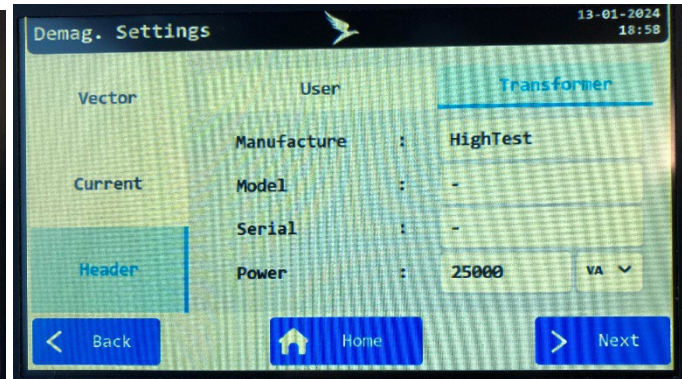 Demag. Settings
13-01-2024
18:58
Vector
User
Transformer
Manufacture : HighTest
Current
Model : -
Serial : -
Header
Power : 25000 VA
Back
Home
Next